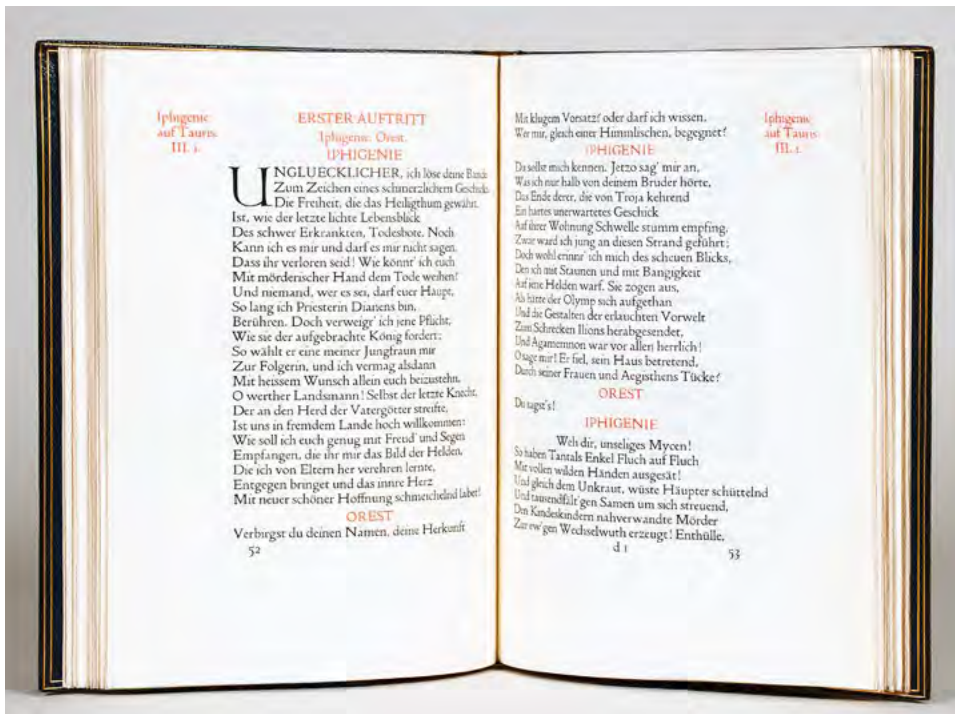 Iphigenie
auf Tauris.
III. 1.
ERSTER AUFTRITT
Iphigenie. Orest.
IPHIGENIE
UNGLUECKLICHER, ich löse deine Bande
Zum Zeichen eines schmerzlichern Geschicks.
Die Freiheit, die das Heiligthum gewährt,
Ist, wie der letzte lichte Lebensblick
Des schwer Erkrankten, Todesbote. Noch
Kann ich es mir und darf es mir nicht sagen,
Dass ihr verloren seid! Wie könnt' ich euch
Mit mörderischer Hand dem Tode weihen?
Und niemand, wer es sei, darf euer Haupt,
So lang ich Priesterin Dianens bin,
Berühren. Doch verweigr' ich jene Pflicht,
Wie sie der aufgebrachte König fordert;
So wählt er eine meiner Jungfraun mir
Zur Folgerin, und ich vermag alsdann
Mit heissem Wunsch allein euch beizustehn.
O werther Landsmann! Selbst der letzte Knecht,
Der an den Herd der Vatergötter streifte,
Ist uns in fremdem Lande hoch willkommen:
Wie soll ich euch genug mit Freud' und Segen
Empfangen, die ihr mir das Bild der Helden,
Die ich von Eltern her verehren lernte,
Entgegen bringet und das innre Herz
Mit neuer schöner Hoffnung schmeichelnd labet!
OREST
Verbirgst du deinen Namen, deine Herkunft
52
Iphigenie
auf Tauris.
III. 1.
Mit klugem Vorsatz? oder darf ich wissen,
Wer mir, gleich einer Himmlischen, begegnet?
IPHIGENIE
Du sollst mich kennen. Jetzo sag' mir an,
Was ich nur halb von deinem Bruder hörte,
Das Ende derer, die von Troja kehrend
Ein hartes unerwartetes Geschick
Auf ihrer Wohnung Schwelle stumm empfing.
Zwar ward ich jung an diesen Strand geführt;
Doch wohl erinnr' ich mich des scheuen Blicks,
Den ich mit Staunen und mit Bangigkeit
Auf jene Helden warf. Sie zogen aus,
Als hätte der Olymp sich aufgethan
Und die Gestalten der erlauchten Vorwelt
Zum Schrecken Ilions herabgesendet,
Und Agamemnon war vor allen herrlich!
O sage mir! Er fiel, sein Haus betretend,
Durch seiner Frauen und Aegisthens Tücke?
OREST
Du sagst's!
IPHIGENIE
Weh dir, unseliges Mycen!
So haben Tantals Enkel Fluch auf Fluch
Mit vollen wilden Händen ausgesät!
Und gleich dem Unkraut, wüste Häupter schüttelnd
Und tausendfält'gen Samen um sich streuend,
Den Kindeskindern nahverwandte Mörder
Zur ew'gen Wechselwuth erzeugt! Enthülle,
d 1
53